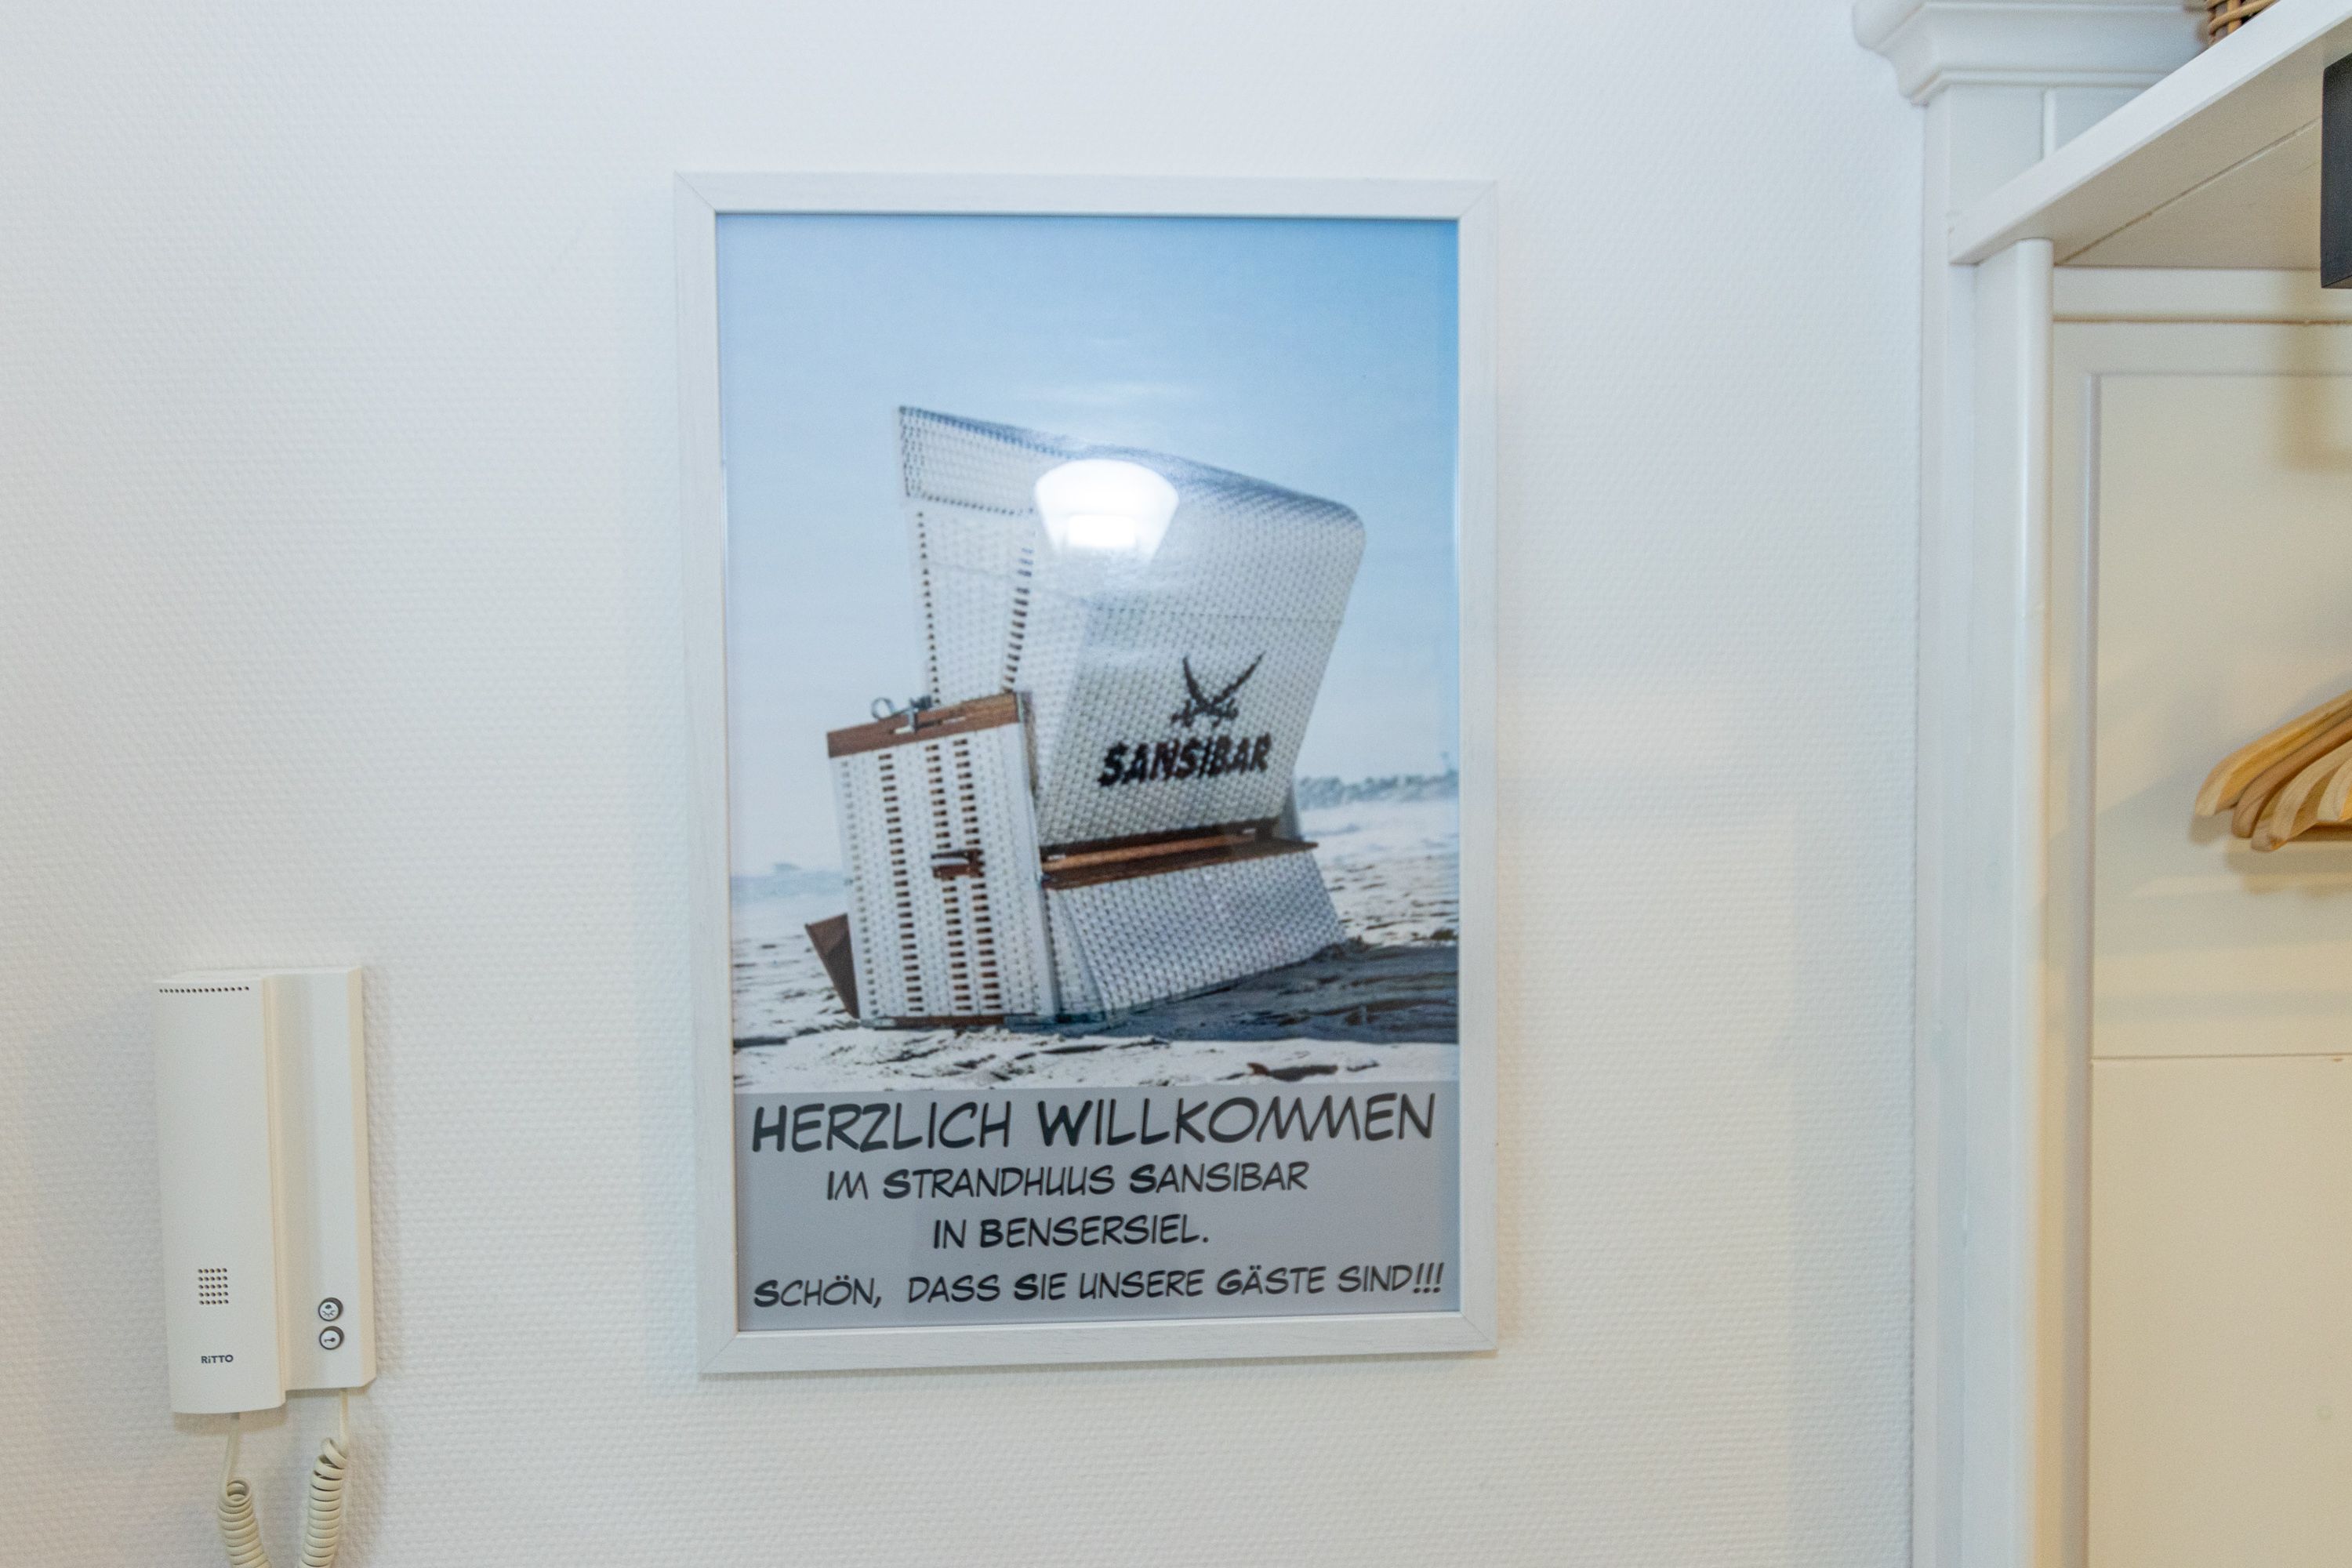 SANSIBAR
HERZLICH WILLKOMMEN
IM STRANDHUUS SANSIBAR
IN BENSERSIEL.
SCHÖN, DASS SIE UNSERE GÄSTE SIND!!!
RiTTO